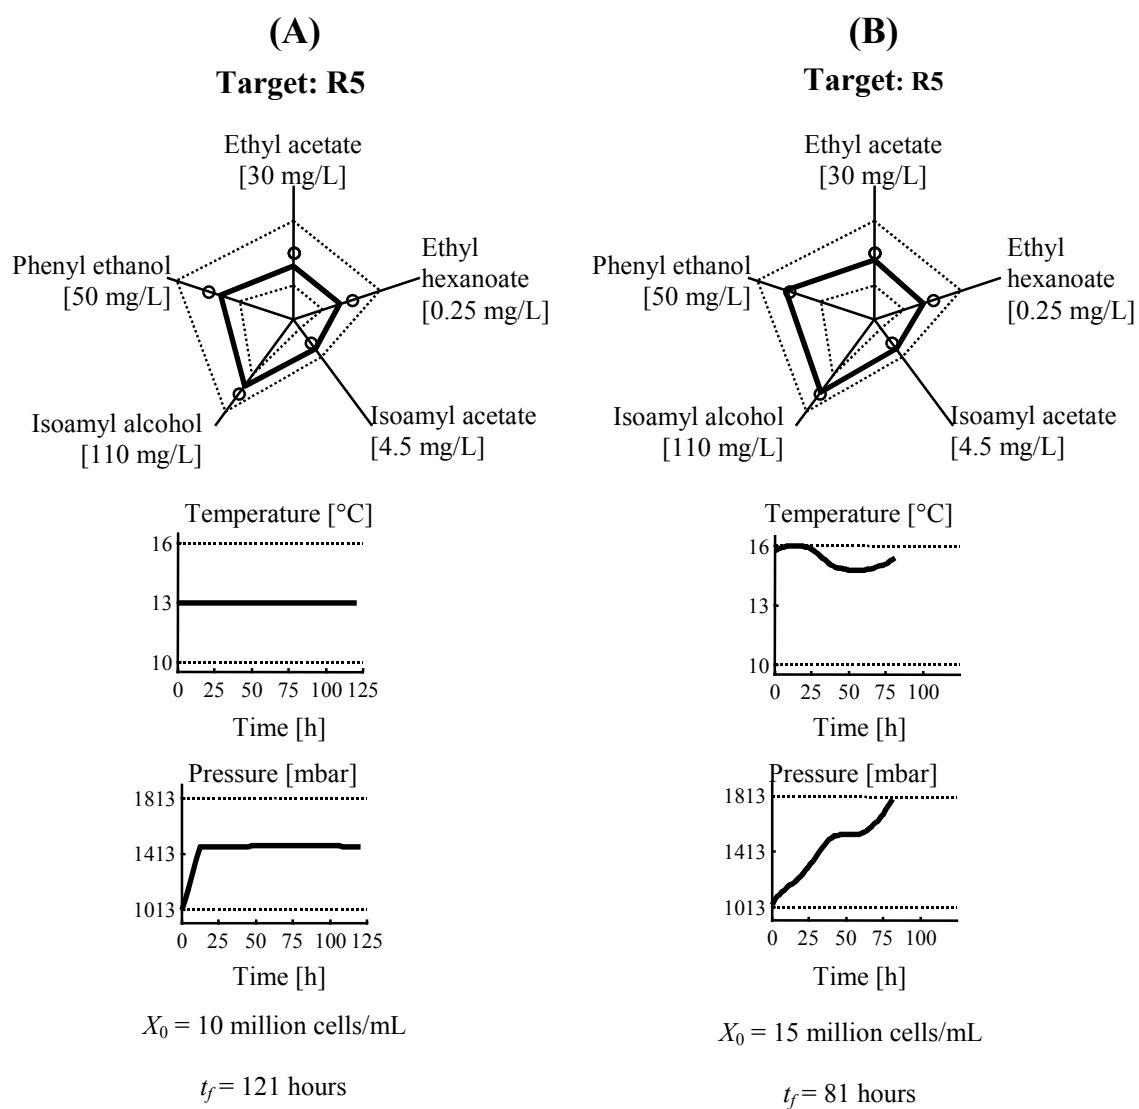 (A)
Target: R5
Ethyl acetate
[30 mg/L]
Ethyl
hexanoate
[0.25 mg/L]
Phenyl ethanol
[50 mg/L]
Isoamyl alcohol
[110 mg/L]
Isoamyl acetate
[4.5 mg/L]
Temperature [°C]
16
13
10
0 25 50 75 100 125
Time [h]
Pressure [mbar]
1813
1413
1013
0 25 50 75 100 125
Time [h]
X0 = 10 million cells/mL
tf = 121 hours
(B)
Target: R5
Ethyl acetate
[30 mg/L]
Ethyl
hexanoate
[0.25 mg/L]
Phenyl ethanol
[50 mg/L]
Isoamyl alcohol
[110 mg/L]
Isoamyl acetate
[4.5 mg/L]
Temperature [°C]
16
13
10
0 25 50 75 100
Time [h]
Pressure [mbar]
1813
1413
1013
0 25 50 75 100
Time [h]
X0 = 15 million cells/mL
tf = 81 hours